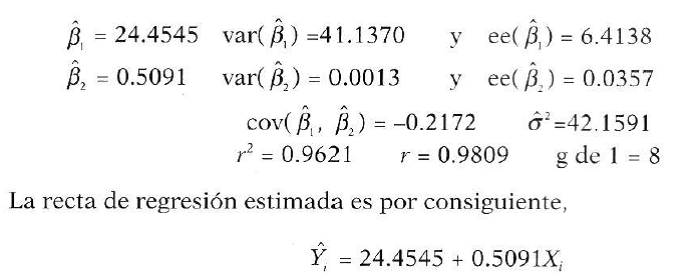 β̂₁ = 24.4545 var(β̂₁) =41.1370 y ee(β̂₁) = 6.4138
β̂₂ = 0.5091 var(β̂₂) = 0.0013 y ee(β̂₂) = 0.0357
cov(β̂₁, β̂₂) = –0.2172 σ̂²=42.1591
r² = 0.9621 r = 0.9809 g de 1 = 8
La recta de regresión estimada es por consiguiente,
Ŷᵢ = 24.4545 + 0.5091Xᵢ